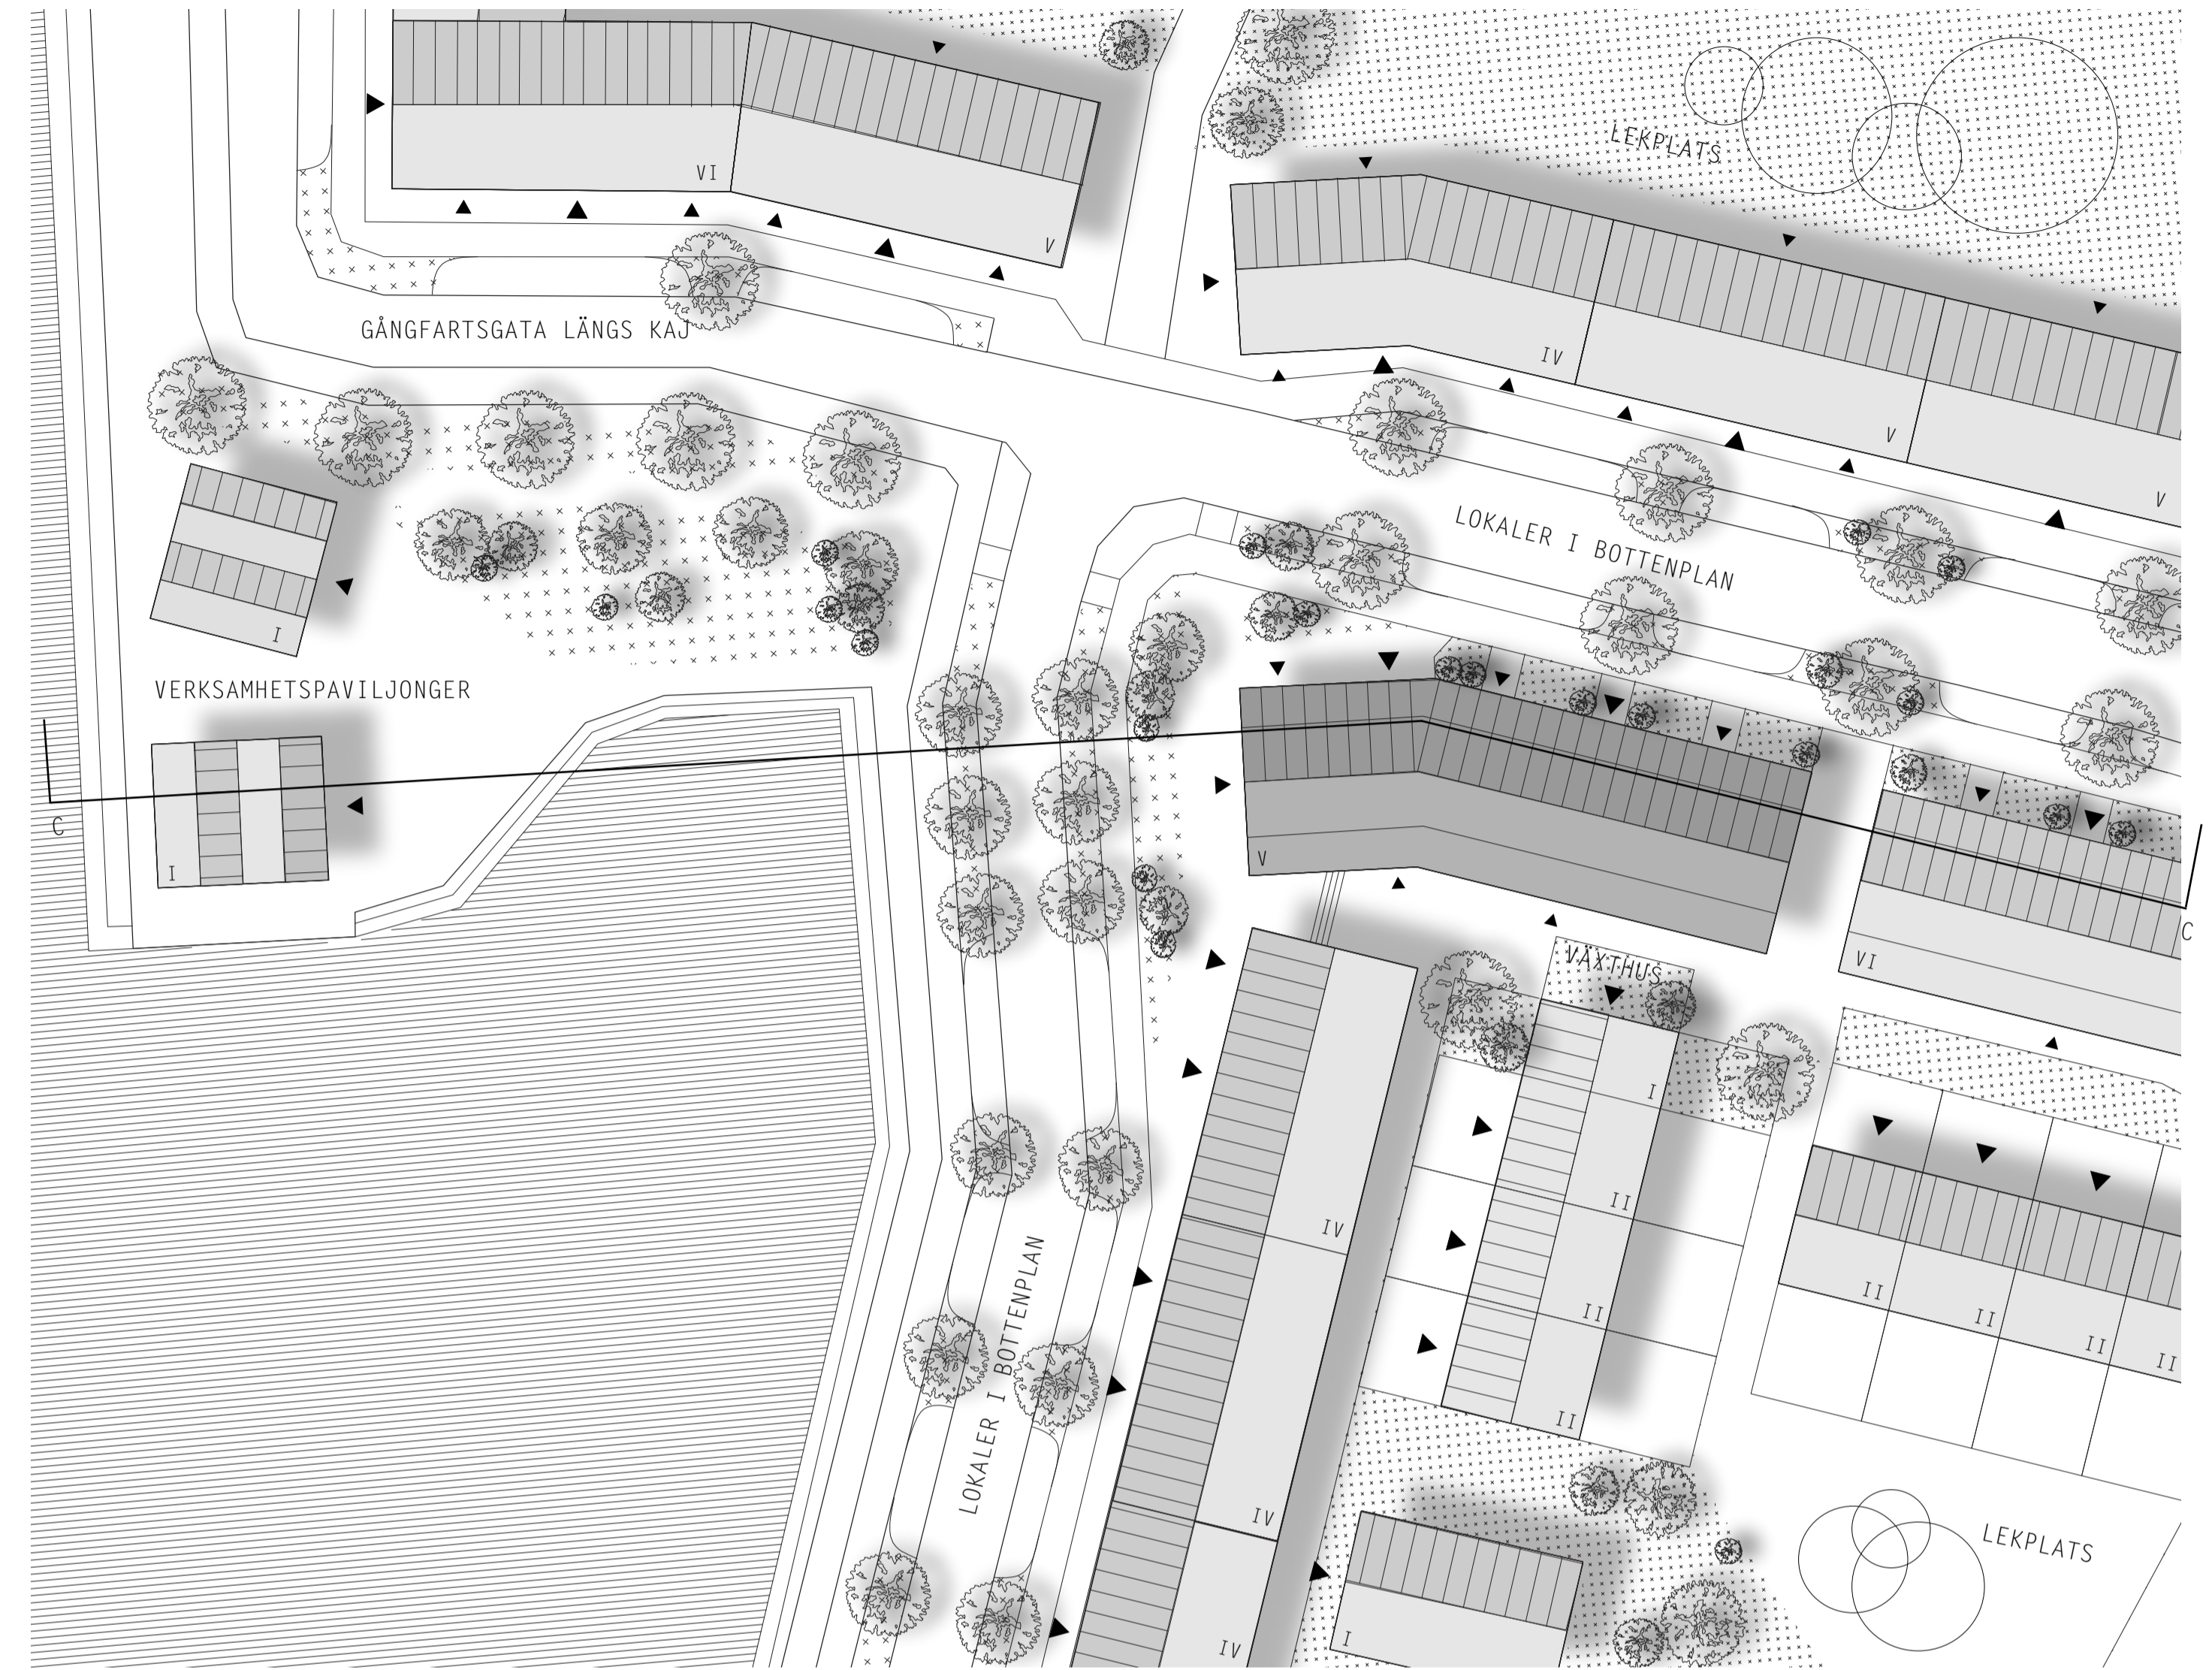 LEKPLATS
VI
V
GÅNGFARTSGATA LÄNGS KAJ
IV
V
V
LOKALER I BOTTENPLAN
I
VERKSAMHETSPAVILJONGER
C
I
V
VÄXTHUS
VI
C
I
II
IV
II
II
II
II
II
II
LOKALER I BOTTENPLAN
IV
LEKPLATS
I
IV